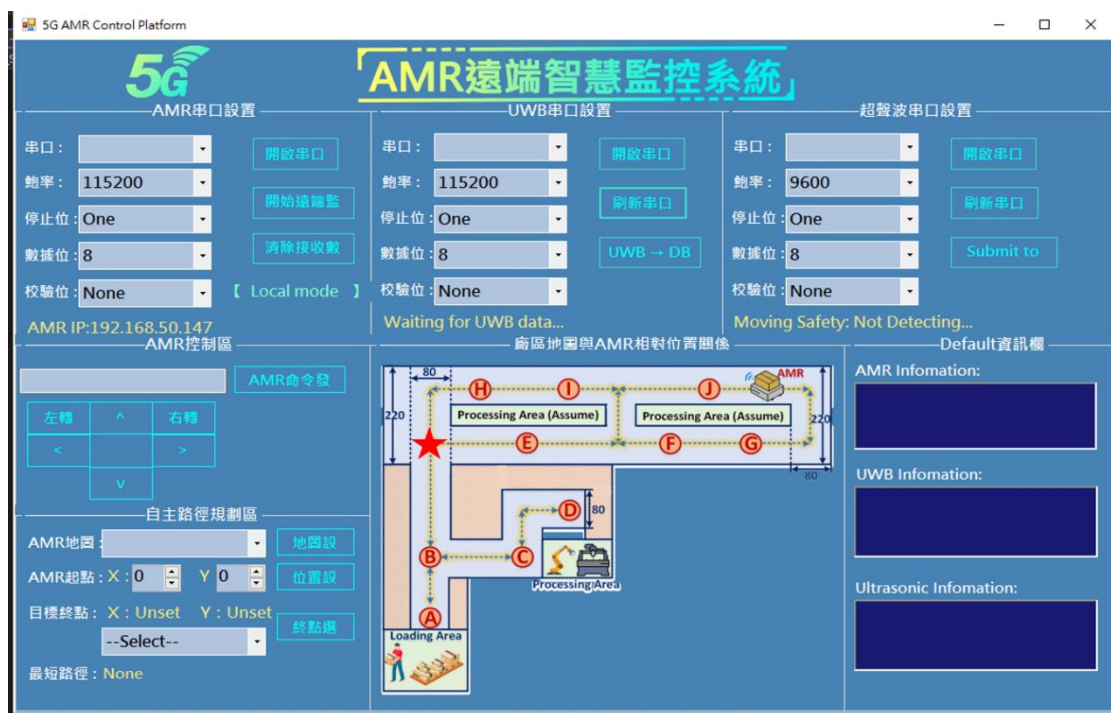 5G AMR Control Platform
5G
「AMR遠端智慧監控系統」
AMR串口設置
串口：
開啟串口
鮑率：
115200
開始遠端監
停止位：
One
數據位：
8
清除接收數
校驗位：
None
【 Local mode 】
AMR IP:192.168.50.147
UWB串口設置
串口：
開啟串口
鮑率：
115200
刷新串口
停止位：
One
數據位：
8
UWB → DB
校驗位：
None
Waiting for UWB data...
超聲波串口設置
串口：
開啟串口
鮑率：
9600
刷新串口
停止位：
One
數據位：
8
Submit to
校驗位：
None
Moving Safety: Not Detecting...
AMR控制區
AMR命令發
左轉
^
右轉
<
>
v
自主路徑規劃區
AMR地圖：
地圖設
AMR起點：X：0 Y 0
位置設
目標終點：X：Unset Y：Unset
終點選
--Select--
最短路徑：None
廠區地圖與AMR相對位置關係
80
H
I
J
AMR
220
Processing Area (Assume)
Processing Area (Assume)
220
E
F
G
80
D
80
B
C
Processing Area
A
Loading Area
Default資訊欄
AMR Infomation:
UWB Infomation:
Ultrasonic Infomation: